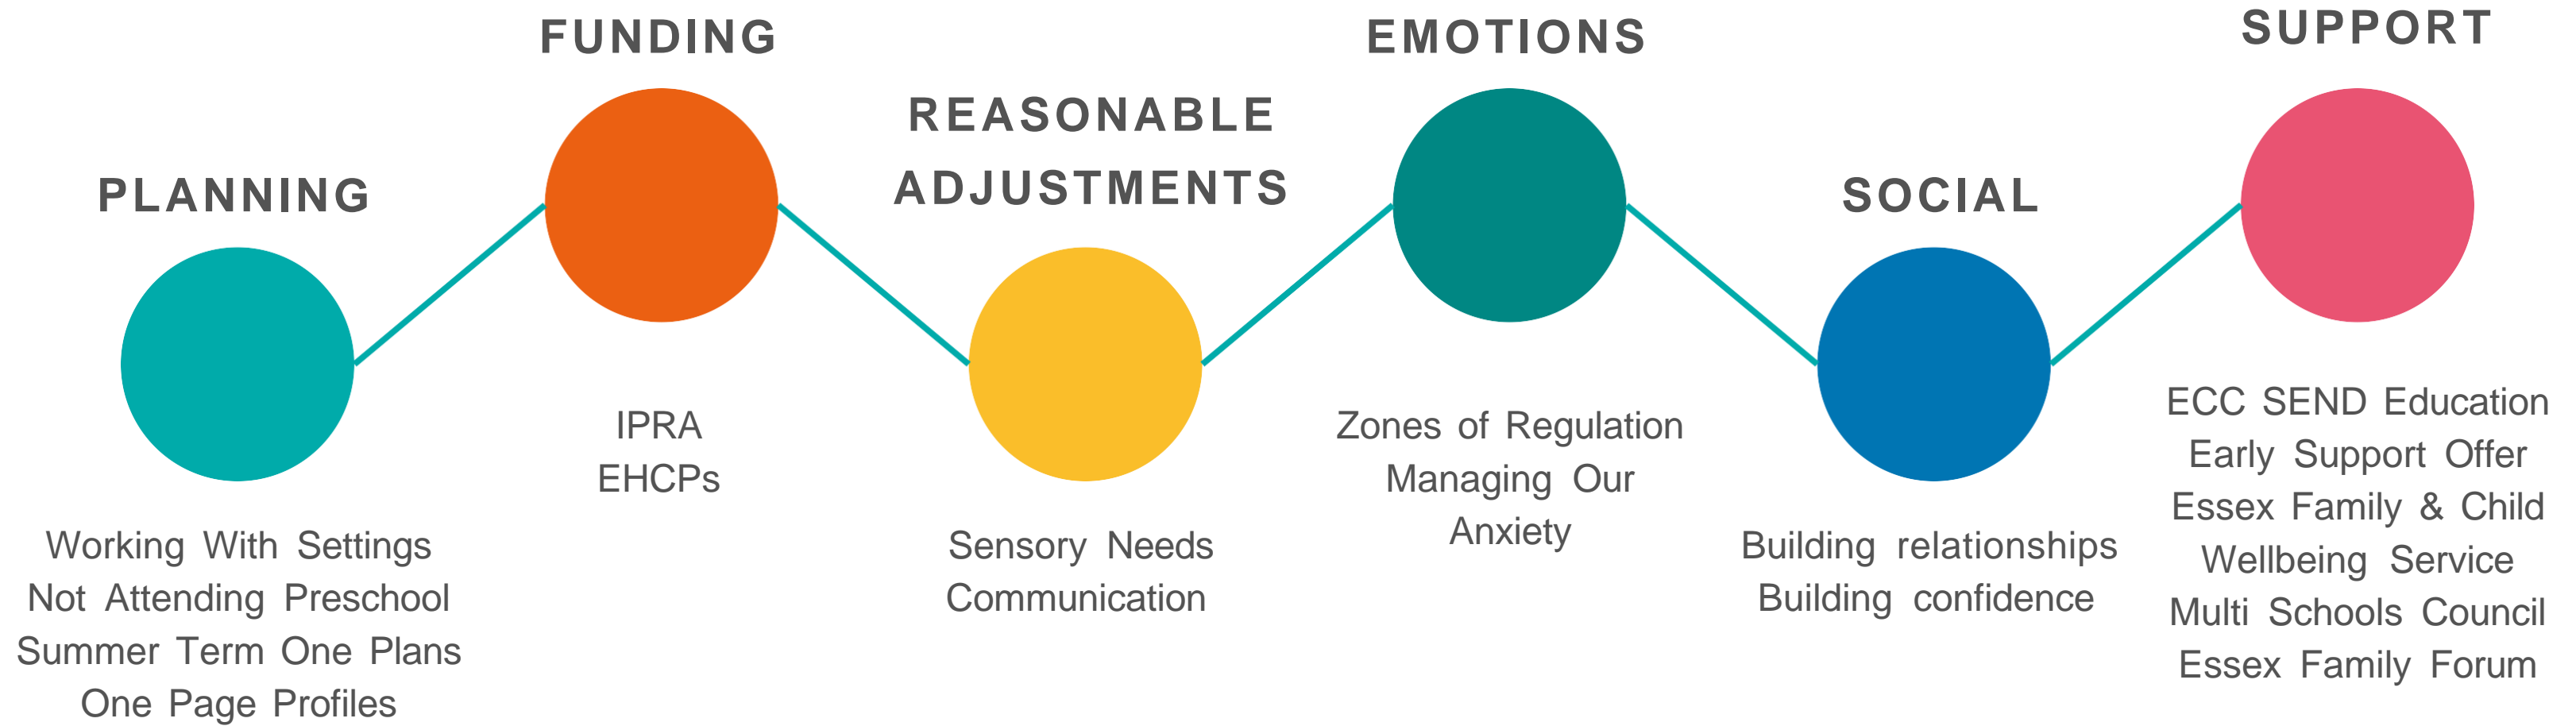 PLANNING
Working With Settings
Not Attending Preschool
Summer Term One Plans
One Page Profiles
FUNDING
IPRA
EHCPs
REASONABLE
ADJUSTMENTS
Sensory Needs
Communication
EMOTIONS
Zones of Regulation
Managing Our
Anxiety
SOCIAL
Building relationships
Building confidence
SUPPORT
ECC SEND Education
Early Support Offer
Essex Family & Child
Wellbeing Service
Multi Schools Council
Essex Family Forum